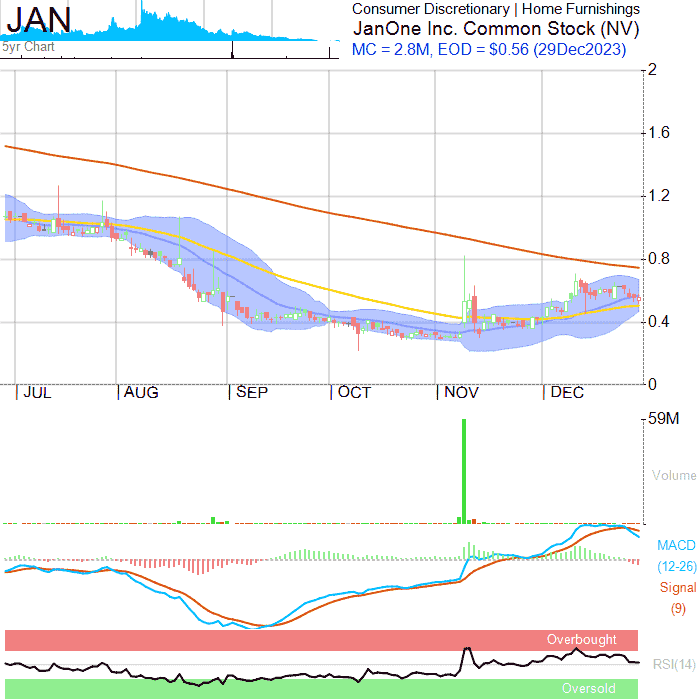 JAN
5yr Chart
Consumer Discretionary | Home Furnishings
JanOne Inc. Common Stock (NV)
MC = 2.8M, EOD = $0.56 (29Dec2023)
2
1.6
1.2
0.8
0.4
0
JUL AUG SEP OCT NOV DEC
59M
Volume
MACD
(12-26)
Signal
(9)
Overbought
RSI(14)
Oversold